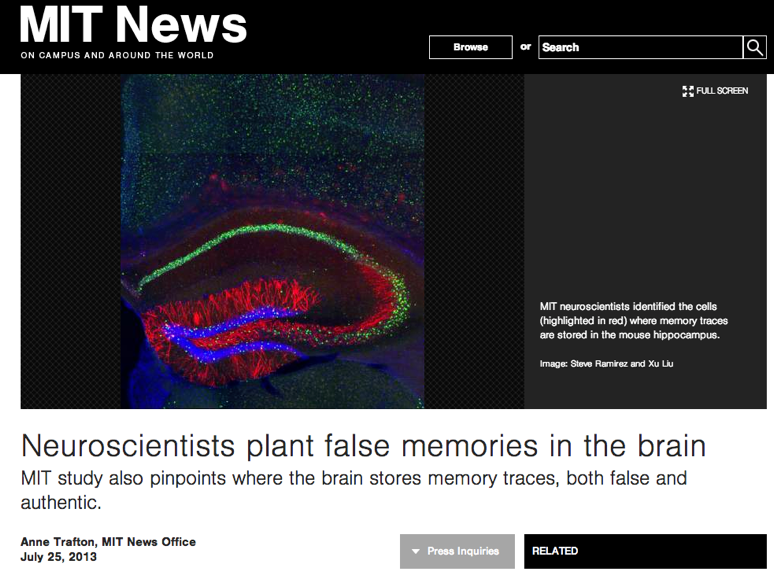 MIT News
ON CAMPUS AND AROUND THE WORLD
Browse or Search
FULL SCREEN
MIT neuroscientists identified the cells
(highlighted in red) where memory traces
are stored in the mouse hippocampus.
Image: Steve Ramirez and Xu Liu
Neuroscientists plant false memories in the brain
MIT study also pinpoints where the brain stores memory traces, both false and
authentic.
Anne Trafton, MIT News Office
July 25, 2013
Press Inquiries
RELATED